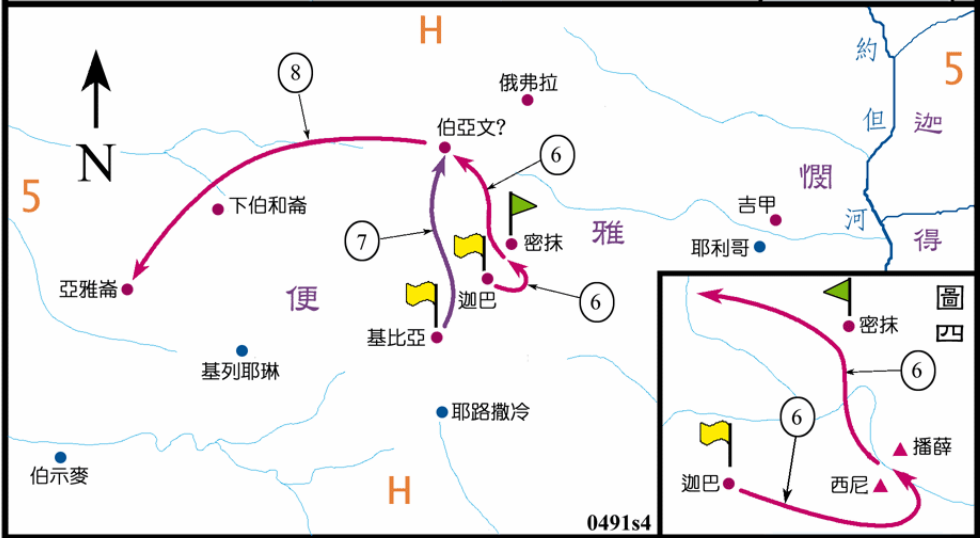 H
俄弗拉
8
伯亞文?
約
但
河
迦
得
5
N
6
5
下伯和崙
7
密抹
憫
雅
便
吉甲
耶利哥
亞雅崙
迦巴
6
基比亞
基列耶琳
耶路撒冷
伯示麥
H
0491s4
圖
四
密抹
6
6
播薛
迦巴
西尼